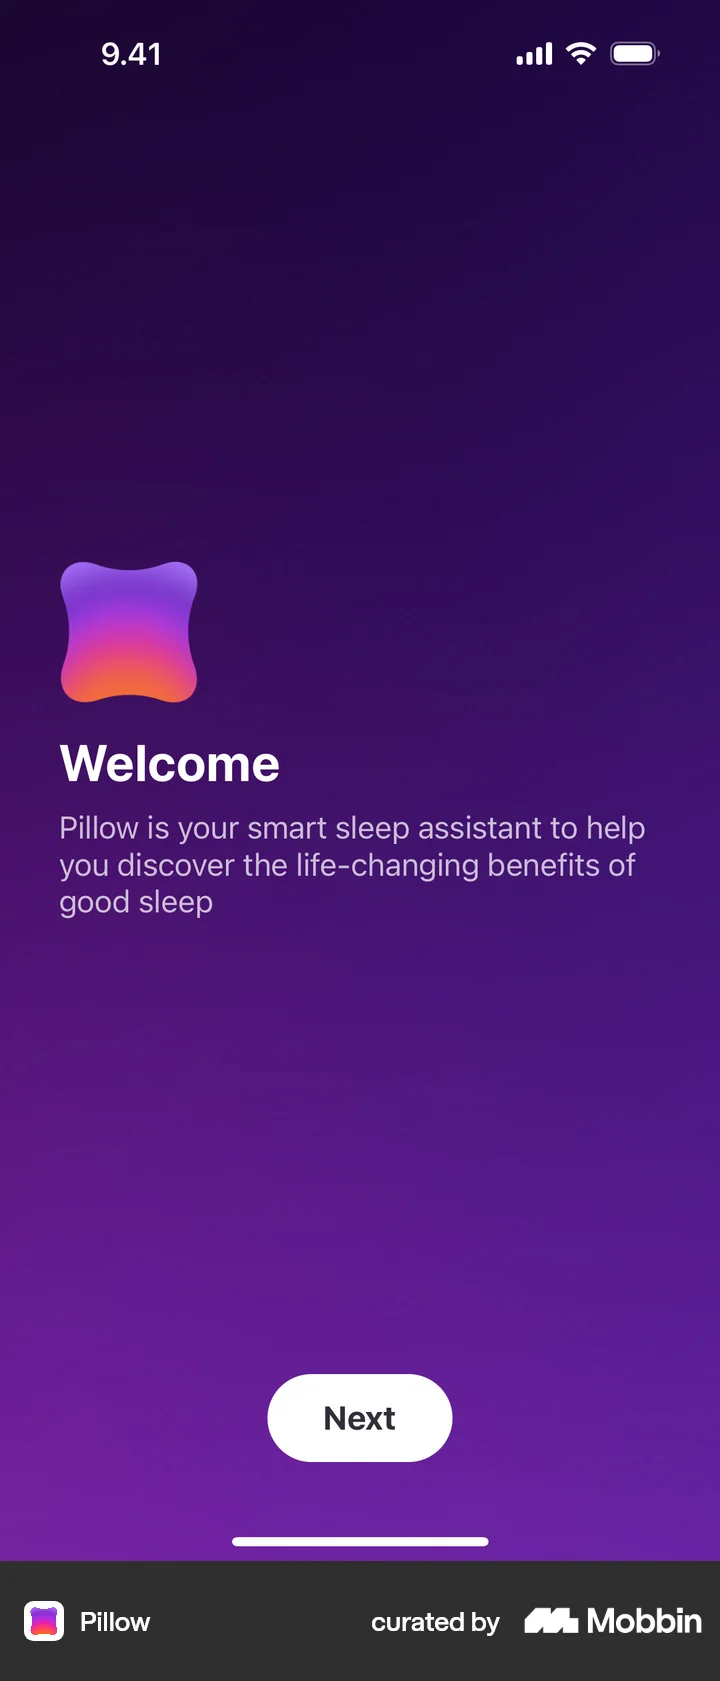 9.41
Welcome
Pillow is your smart sleep assistant to help
you discover the life-changing benefits of
good sleep
Next
Pillow
curated by Mobbin